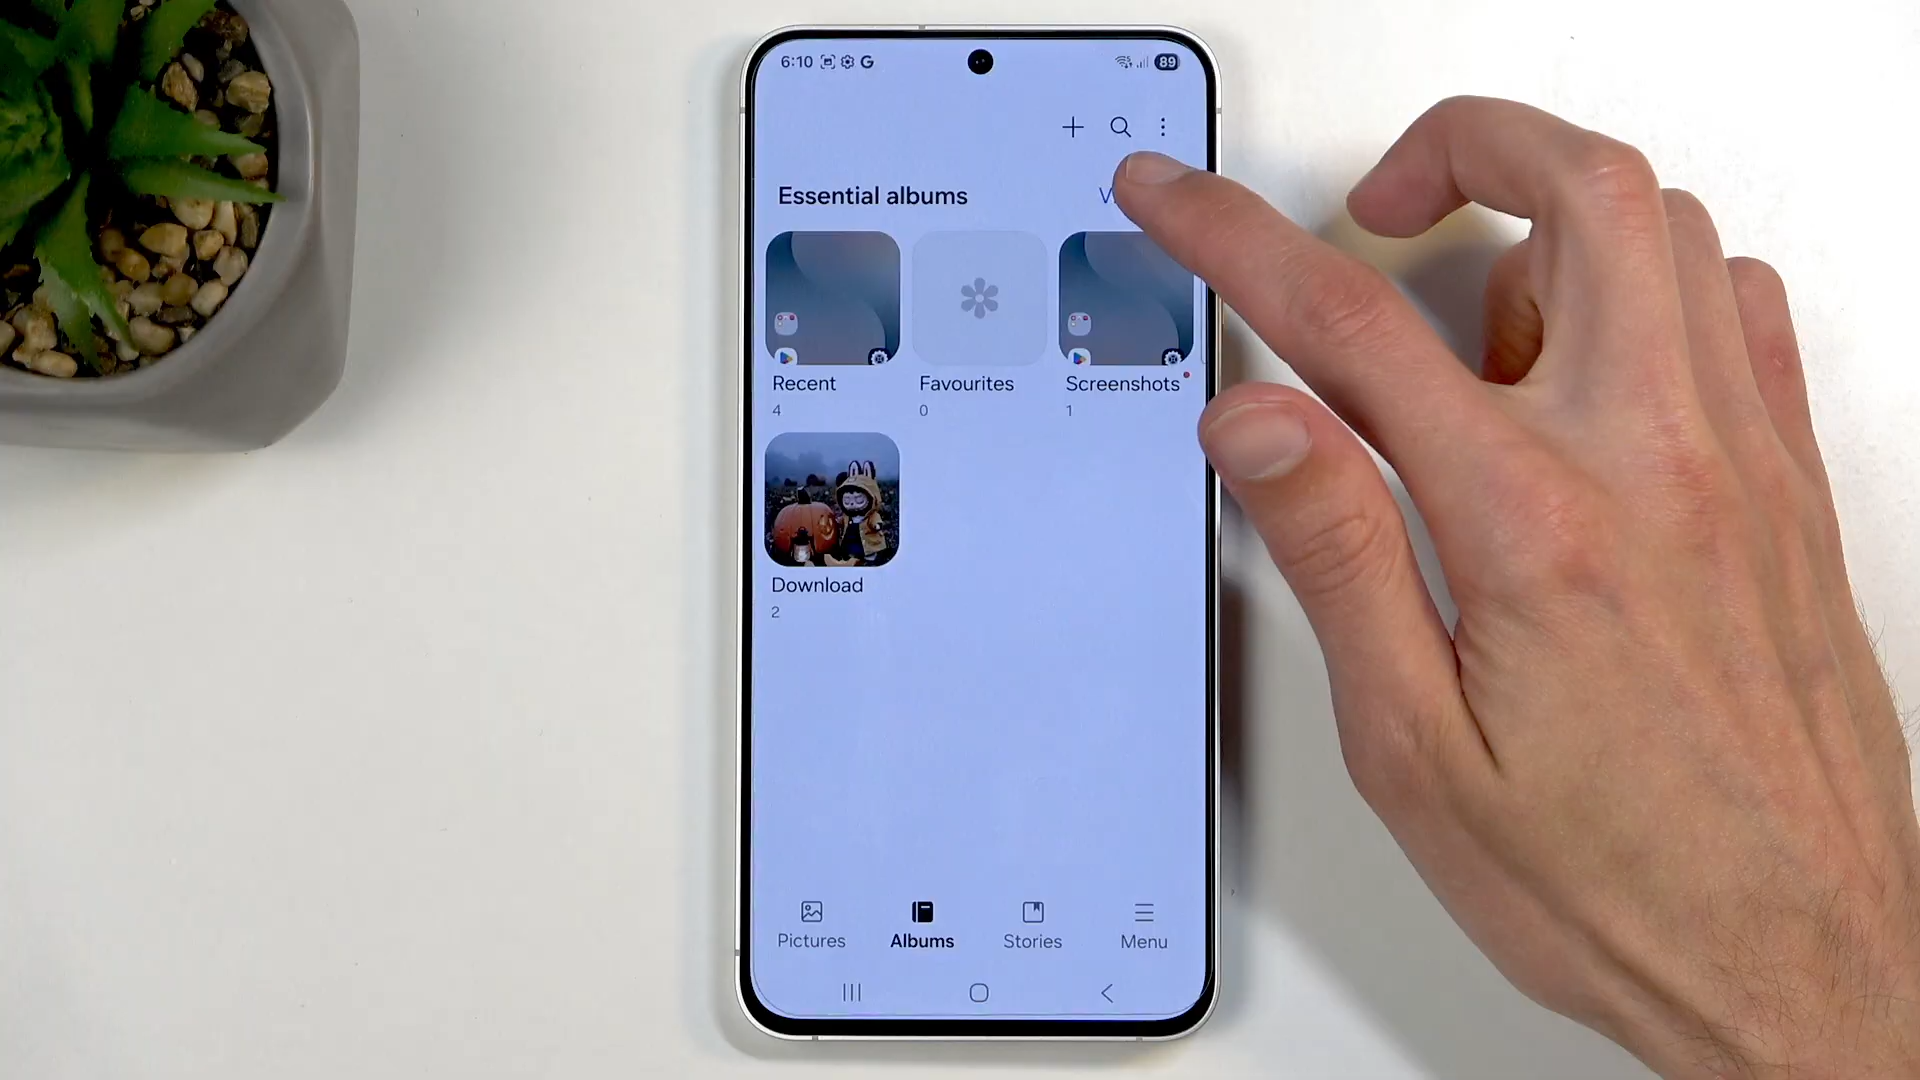 6:10 G 89
Essential albums
Recent Favourites Screenshots
4 0 1
Download
2
Pictures Albums Stories Menu